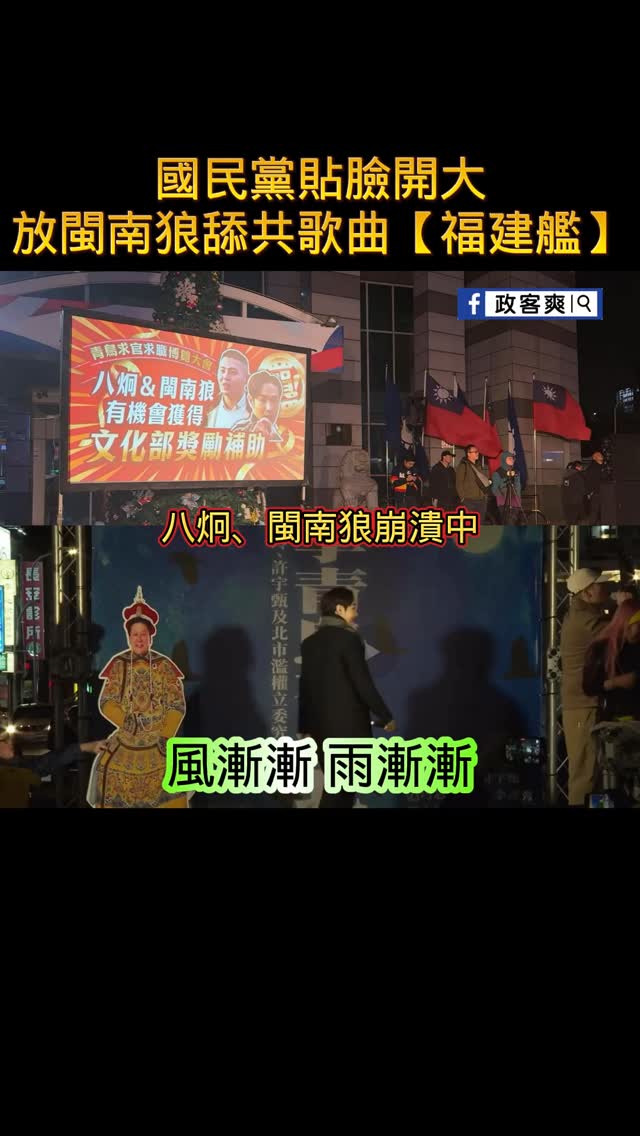 國民黨貼臉開大
放閩南狼舔共歌曲【福建艦】
f 政客爽
青鳥求官求職博覽大會
八炯&閩南狼
有機會獲得
文化部獎勵補助
八炯、閩南狼崩潰中
青
許宇甄及北市濫權立委
風漸漸 雨漸漸